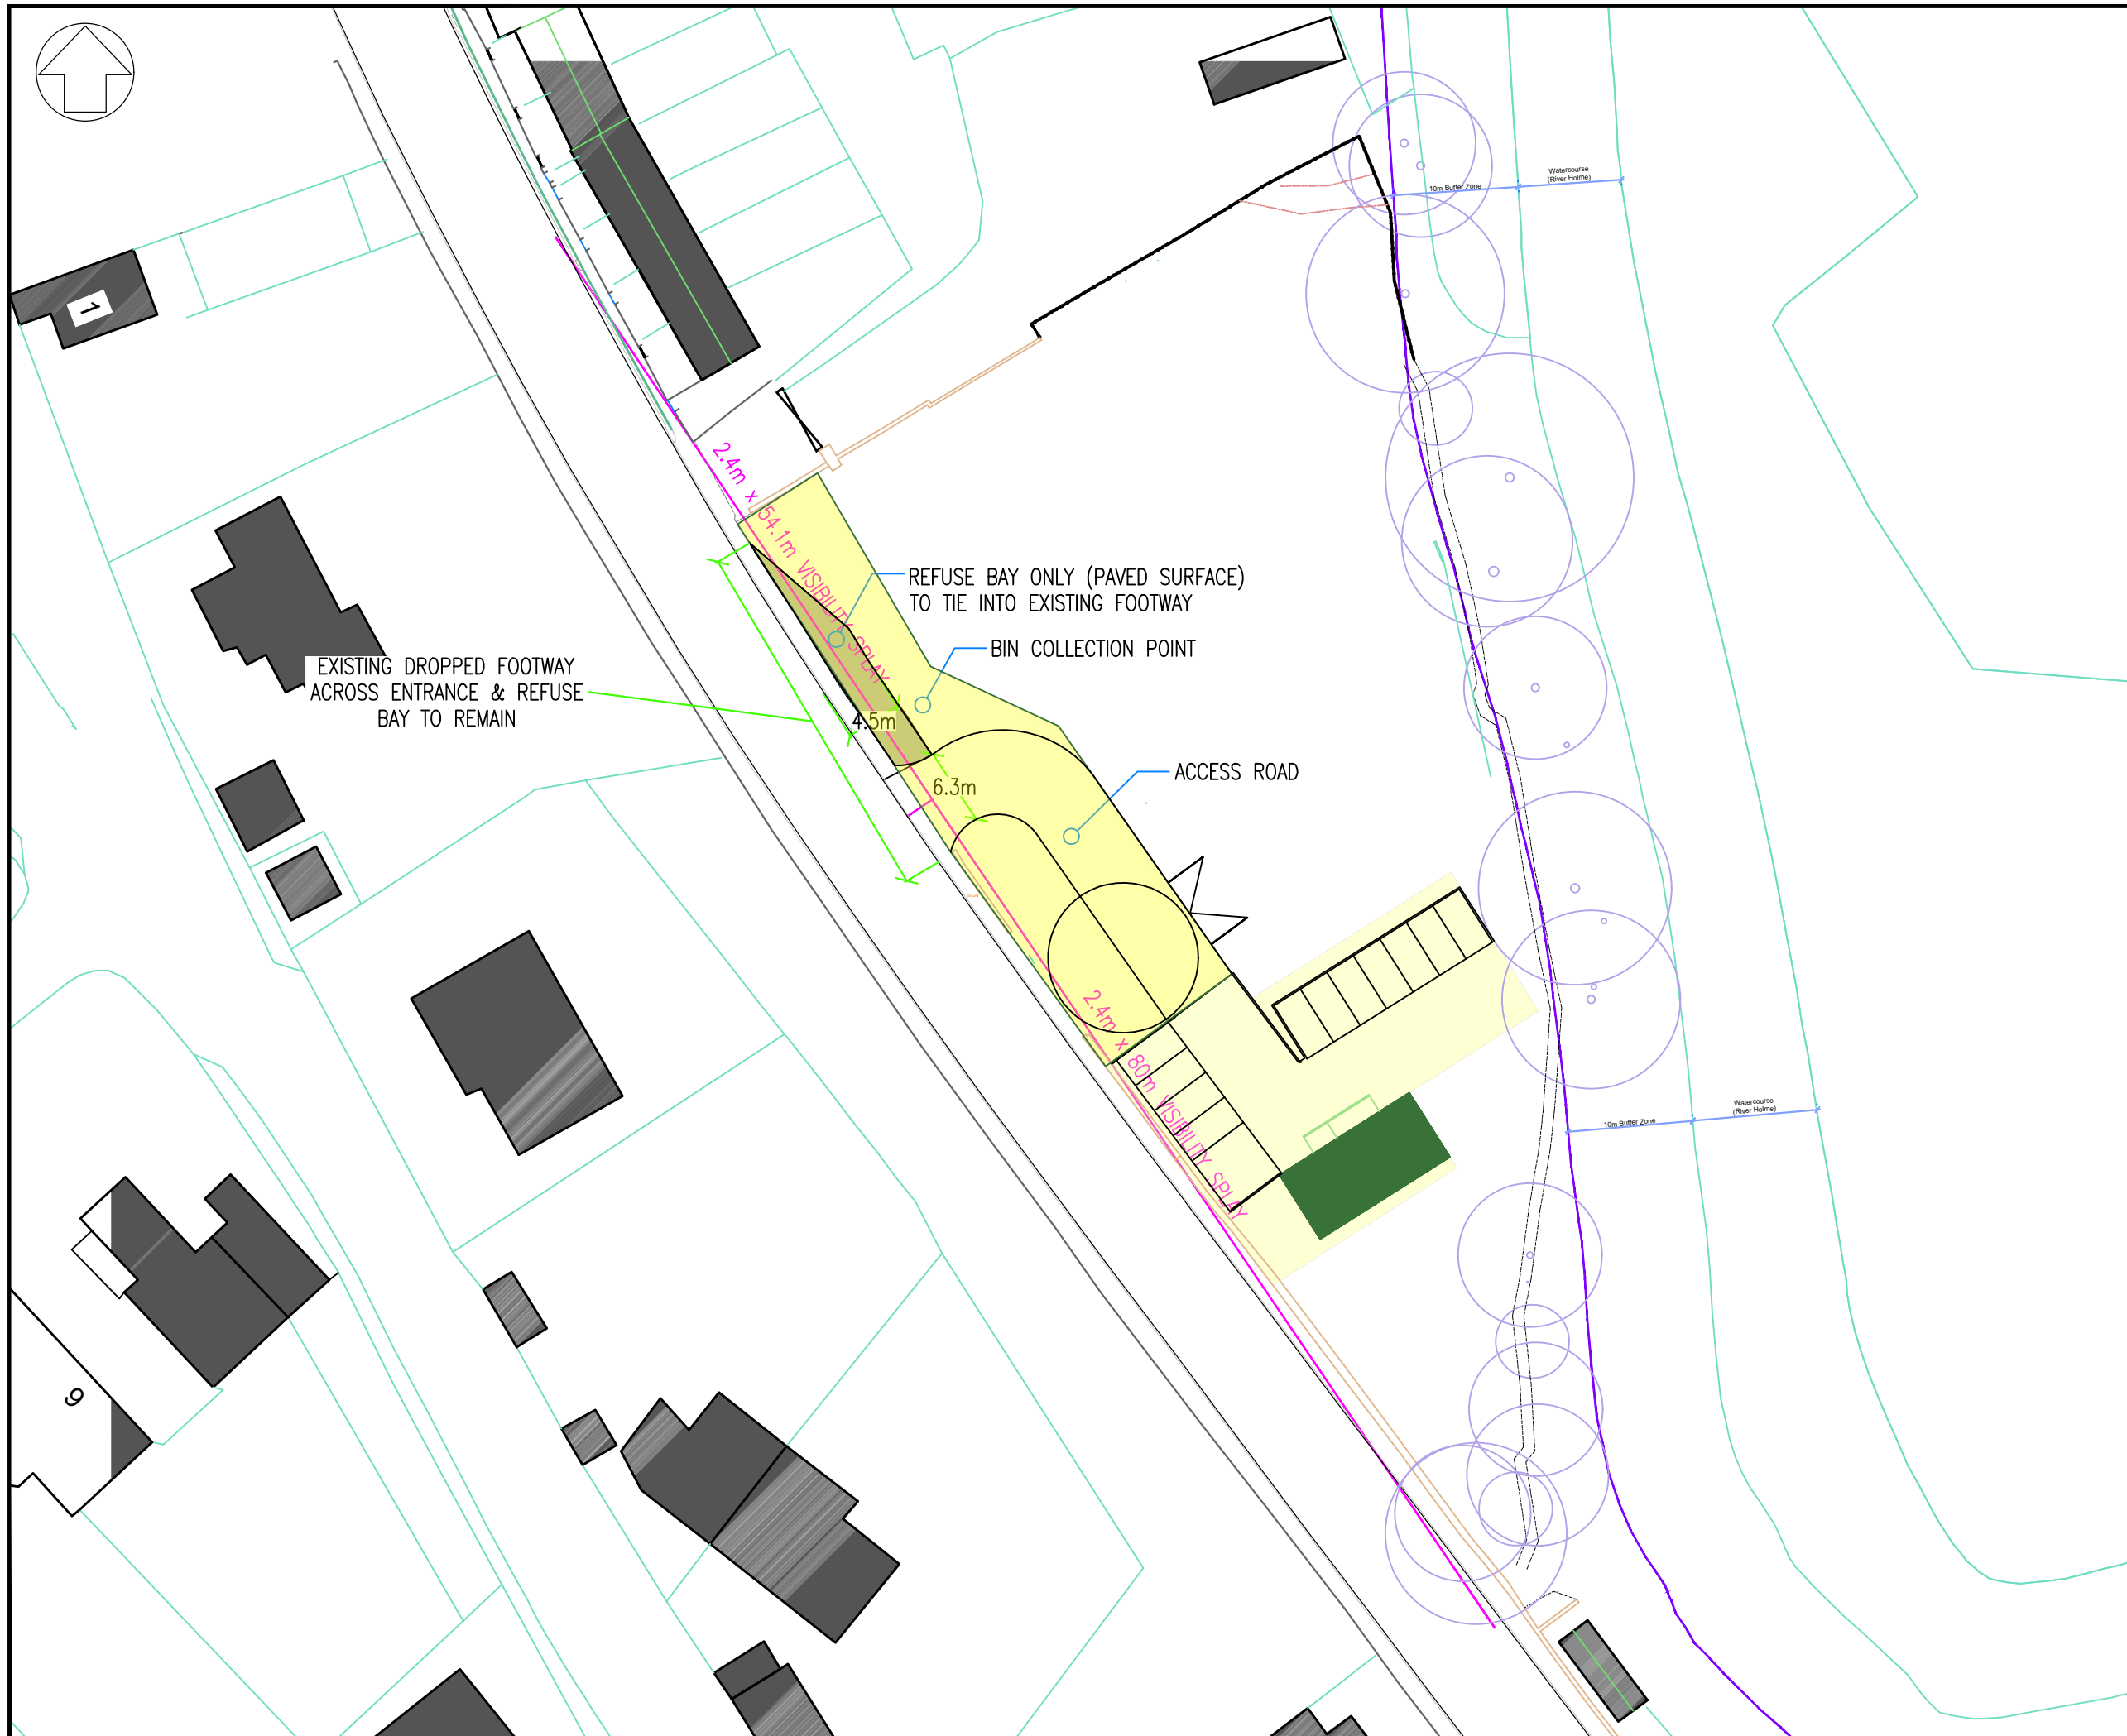 Watercourse
(River Holme)
10m Buffer Zone
1
2.4m x 54.1m VISIBILITY SPLAY
REFUSE BAY ONLY (PAVED SURFACE)
TO TIE INTO EXISTING FOOTWAY
BIN COLLECTION POINT
EXISTING DROPPED FOOTWAY
ACROSS ENTRANCE & REFUSE
BAY TO REMAIN
4.5m
6.3m
ACCESS ROAD
2.4m x 80m VISIBILITY SPLAY
Watercourse
(River Holme)
10m Buffer Zone
9